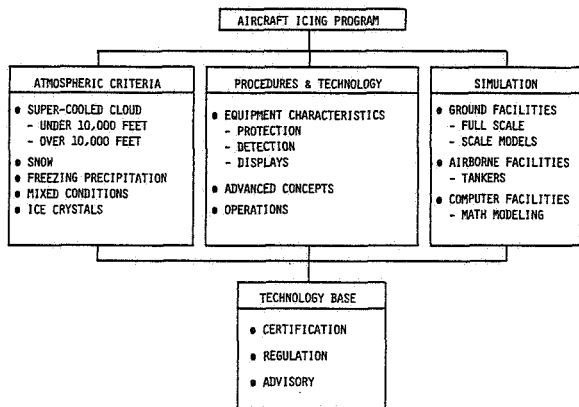 AIRCRAFT ICING PROGRAM
ATMOSPHERIC CRITERIA
● SUPER-COOLED CLOUD
- UNDER 10,000 FEET
- OVER 10,000 FEET
● SNOW
● FREEZING PRECIPITATION
● MIXED CONDITIONS
● ICE CRYSTALS
PROCEDURES & TECHNOLOGY
● EQUIPMENT CHARACTERISTICS
- PROTECTION
- DETECTION
- DISPLAYS
● ADVANCED CONCEPTS
● OPERATIONS
SIMULATION
● GROUND FACILITIES
- FULL SCALE
- SCALE MODELS
● AIRBORNE FACILITIES
- TANKERS
● COMPUTER FACILITIES
- MATH MODELING
TECHNOLOGY BASE
● CERTIFICATION
● REGULATION
● ADVISORY